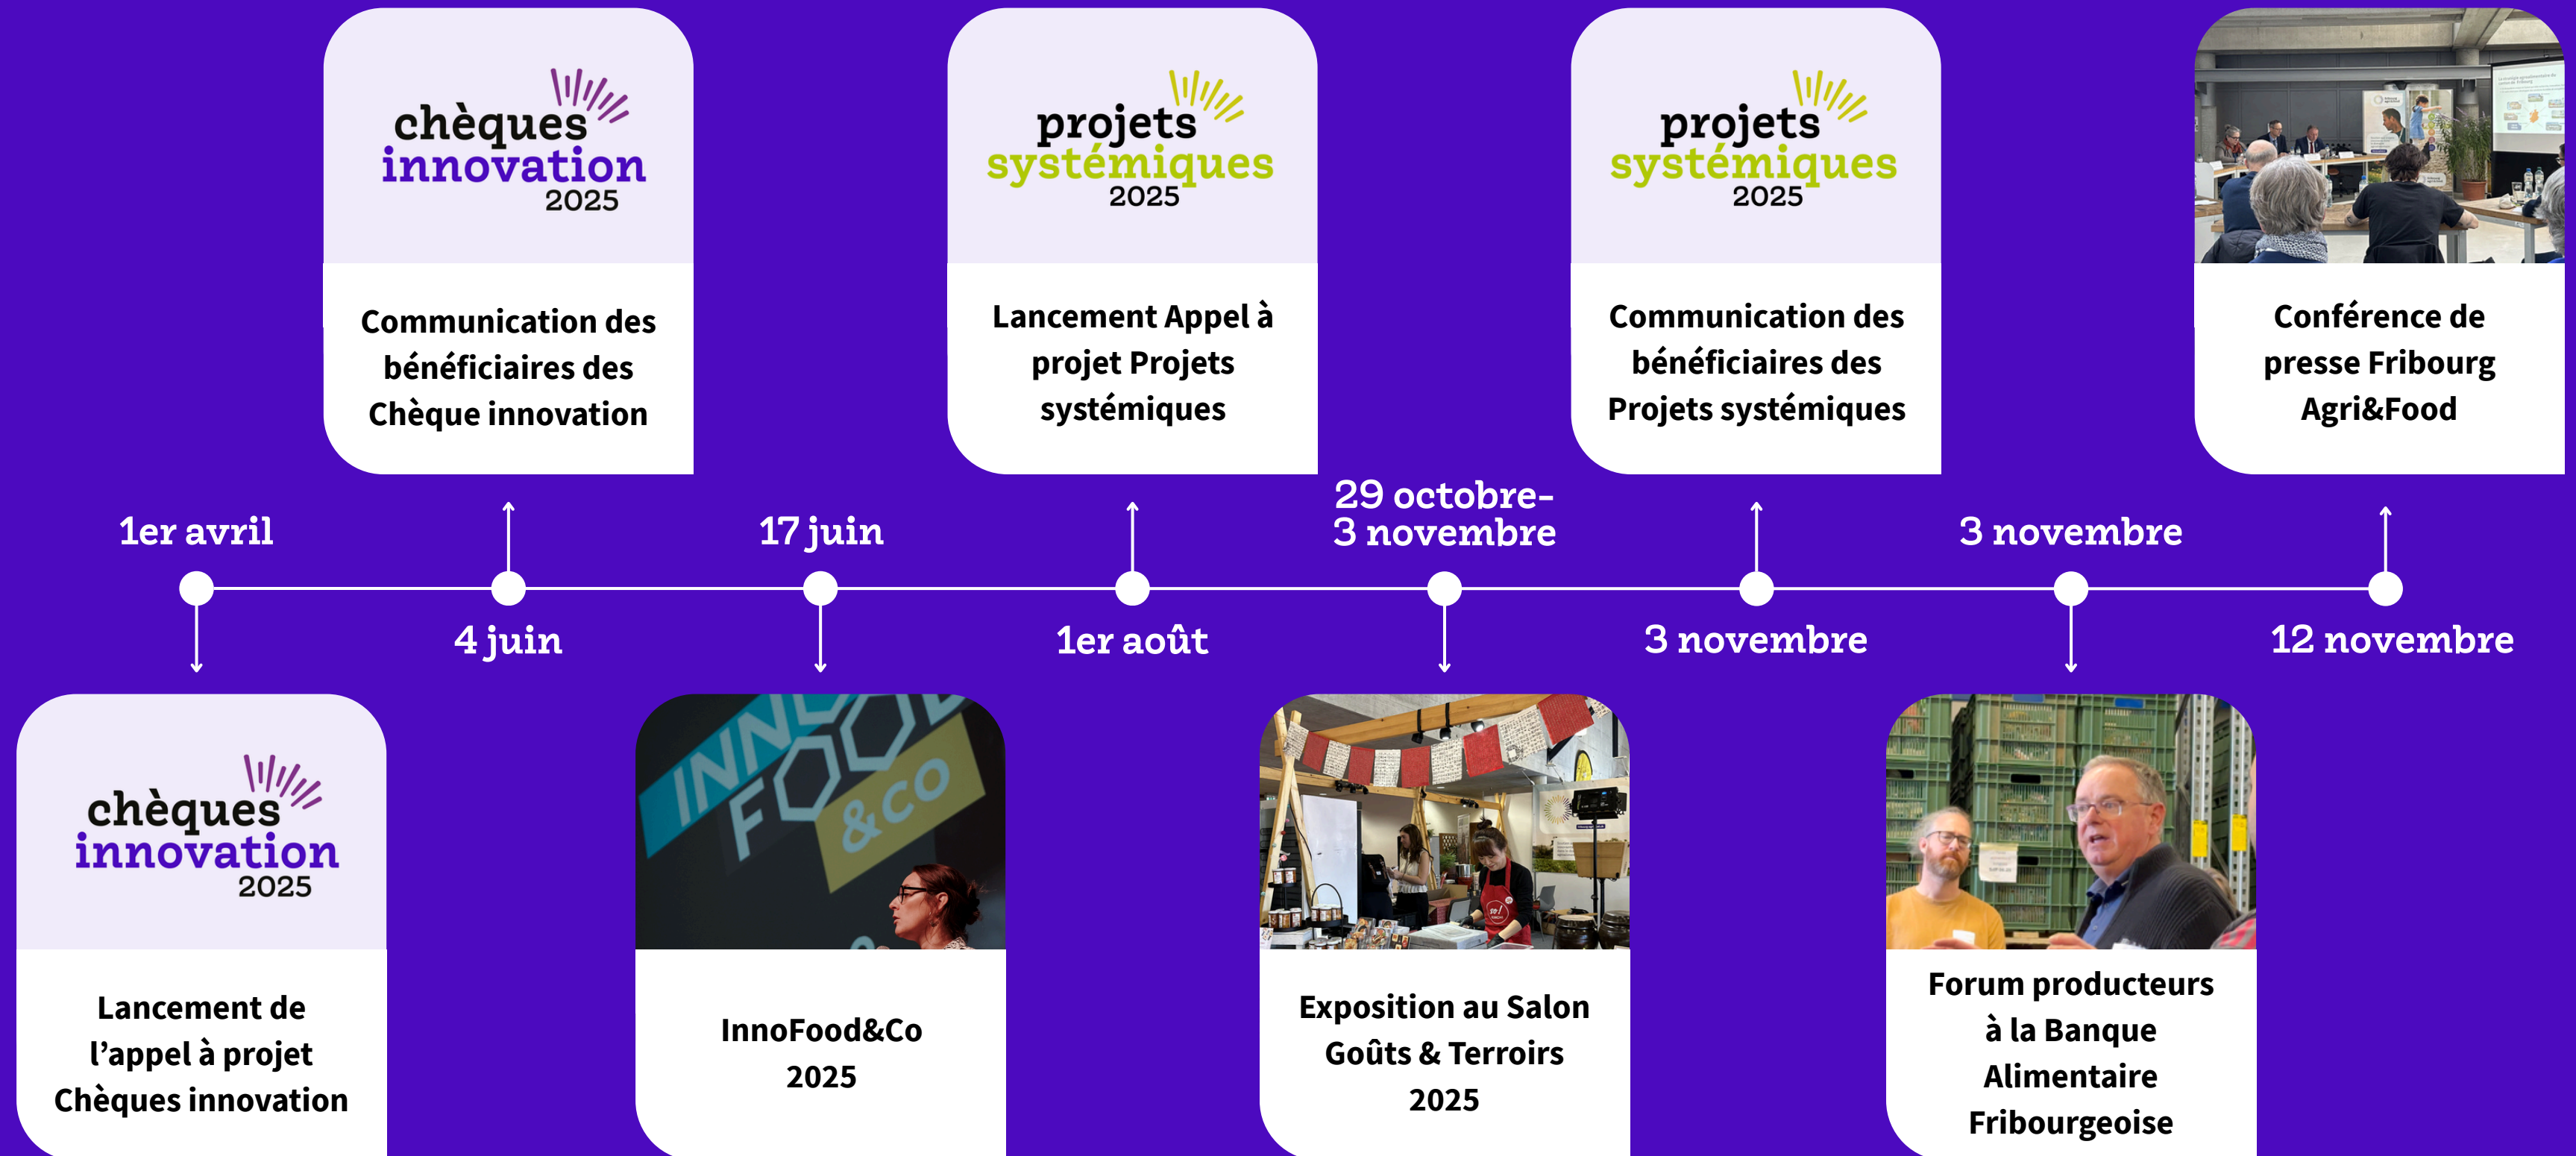 chèques
innovation
2025
Communication des
bénéficiaires des
Chèque innovation
projets
systémiques
2025
Lancement Appel à
projet Projets
systémiques
projets
systémiques
2025
Communication des
bénéficiaires des
Projets systémiques
Conférence de
presse Fribourg
Agri&Food
1er avril
4 juin
17 juin
1er août
29 octobre-
3 novembre
3 novembre
3 novembre
12 novembre
chèques
innovation
2025
Lancement de
l’appel à projet
Chèques innovation
INNO
FOOD
&CO
InnoFood&Co
2025
so!
Exposition au Salon
Goûts & Terroirs
2025
Forum producteurs
à la Banque
Alimentaire
Fribourgeoise